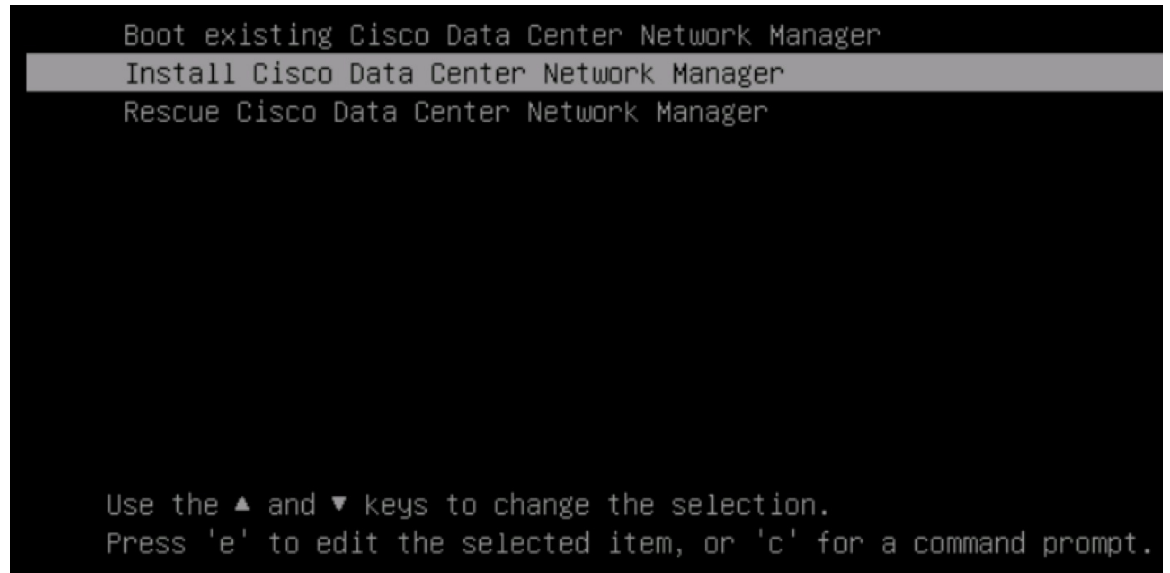 Boot existing Cisco Data Center Network Manager
Install Cisco Data Center Network Manager
Rescue Cisco Data Center Network Manager
Use the ▲ and ▼ keys to change the selection.
Press 'e' to edit the selected item, or 'c' for a command prompt.